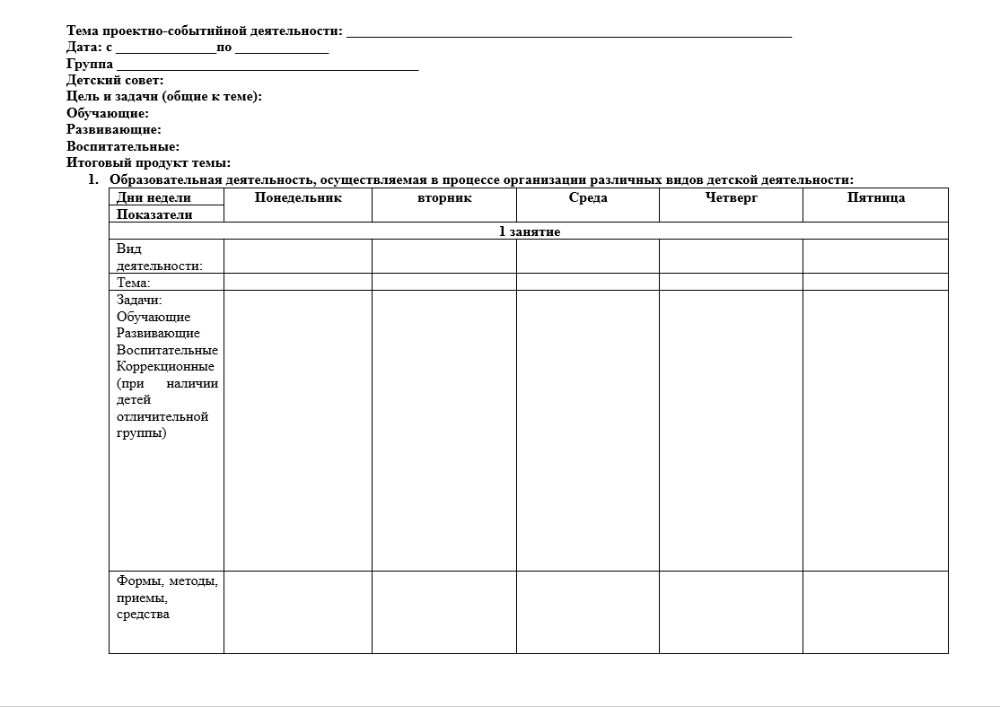 Тема проектно-событийной деятельности: ______________________________________________________________
Дата: с ______________по _____________
Группа __________________________________________
Детский совет:
Цель и задачи (общие к теме):
Обучающие:
Развивающие:
Воспитательные:
Итоговый продукт темы:
1. Образовательная деятельность, осуществляемая в процессе организации различных видов детской деятельности:
Дни недели Понедельник вторник Среда Четверг Пятница
Показатели
1 занятие
Вид
деятельности:
Тема:
Задачи:
Обучающие
Развивающие
Воспитательные
Коррекционные
(при наличии
детей
отличительной
группы)
Формы, методы,
приемы,
средства